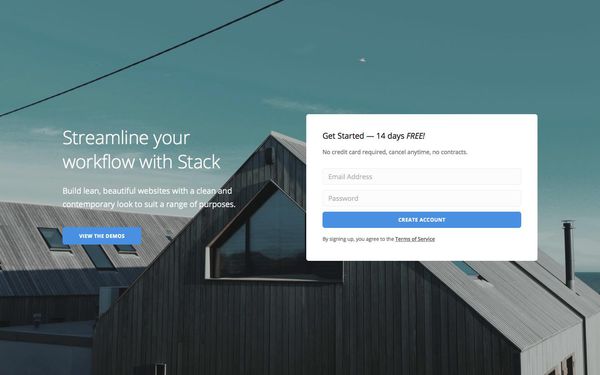 Streamline your
workflow with Stack
Build lean, beautiful websites with a clean and
contemporary look to suit a range of purposes.
VIEW THE DEMOS
Get Started — 14 days FREE!
No credit card required, cancel anytime, no contracts.
Email Address
Password
CREATE ACCOUNT
By signing up, you agree to the Terms of Service